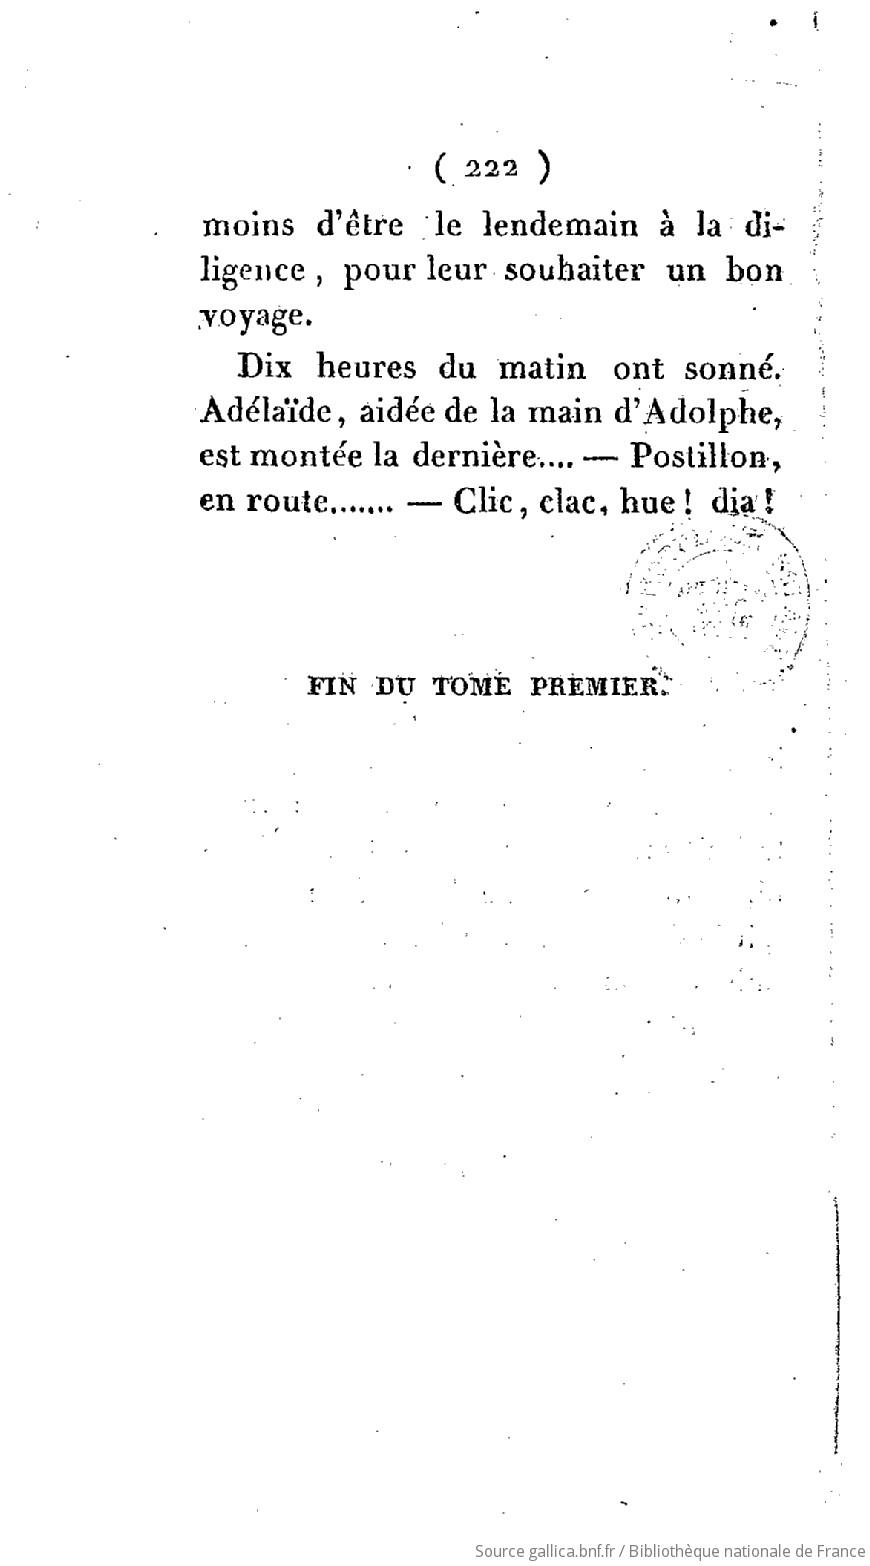 ( 222 )
moins d'être le lendemain à la di-
ligence, pour leur souhaiter un bon
voyage.
Dix heures du matin ont sonné.
Adélaïde, aidée de la main d'Adolphe,
est montée la dernière.... — Postillon,
en route....... — Clic, clac, hue ! dia !
FIN DU TOME PREMIER.
Source gallica.bnf.fr / Bibliothèque nationale de France